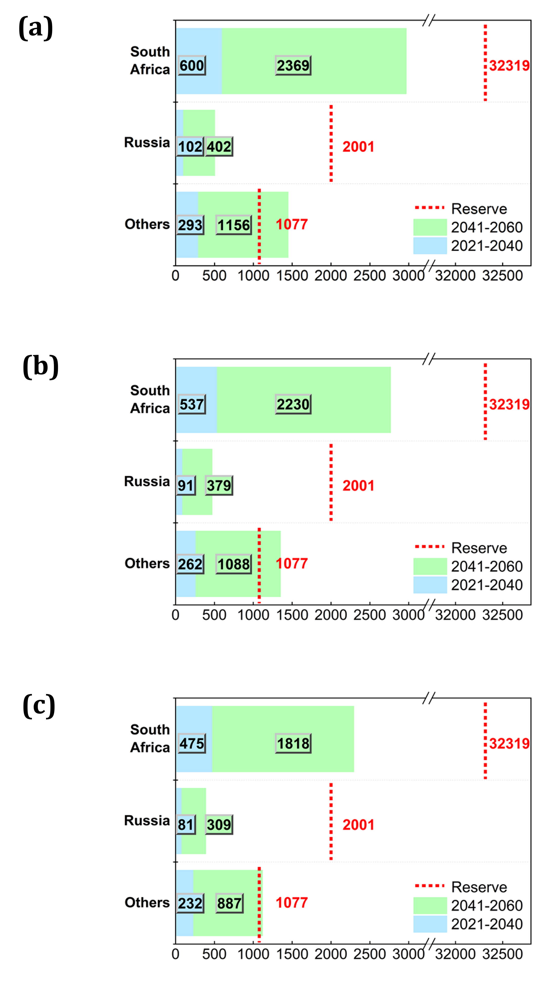 (a)
South
Africa
600
2369
32319
Russia
102
402
2001
Others
293
1156
1077
Reserve
2041-2060
2021-2040
0 500 1000 1500 2000 2500 3000 32000 32500
(b)
South
Africa
537
2230
32319
Russia
91
379
2001
Others
262
1088
1077
Reserve
2041-2060
2021-2040
0 500 1000 1500 2000 2500 3000 32000 32500
(c)
South
Africa
475
1818
32319
Russia
81
309
2001
Others
232
887
1077
Reserve
2041-2060
2021-2040
0 500 1000 1500 2000 2500 3000 32000 32500